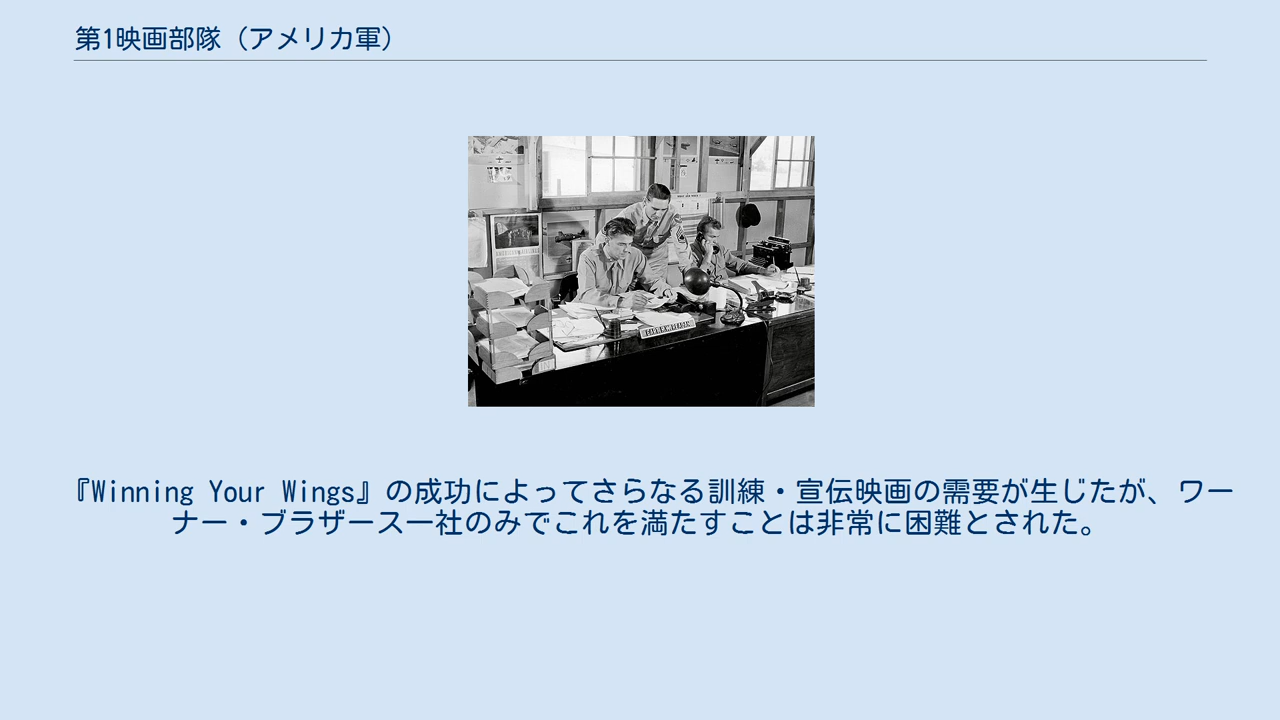 第1映画部隊（アメリカ軍）
『Winning Your Wings』の成功によってさらなる訓練・宣伝映画の需要が生じたが、ワー
ナー・ブラザース一社のみでこれを満たすことは非常に困難とされた。